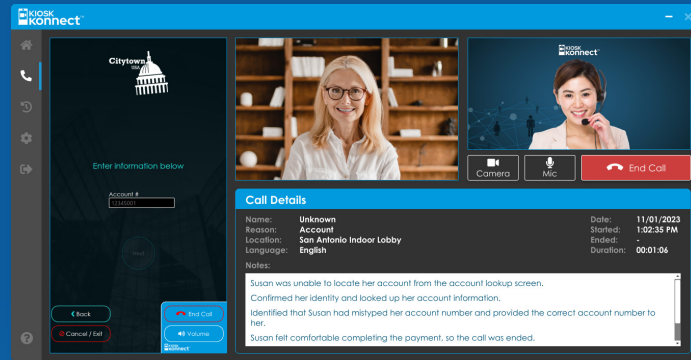 KIOSK
Konnect
Citytown
USA
Enter information below
Account #
12345001
Next
Back
End Call
Cancel / Exit
Volume
KIOSK
Konnect
KIOSK
Konnect
Camera
Mic
End Call
Call Details
Name: Unknown
Reason: Account
Location: San Antonio Indoor Lobby
Language: English
Date: 11/01/2023
Started: 1:02:35 PM
Ended: -
Duration: 00:01:06
Notes:
Susan was unable to locate her account from the account lookup screen.
Confirmed her identity and looked up her account information.
Identified that Susan had mistyped her account number and provided the correct account number to
her.
Susan felt comfortable completing the payment. so the call was ended.